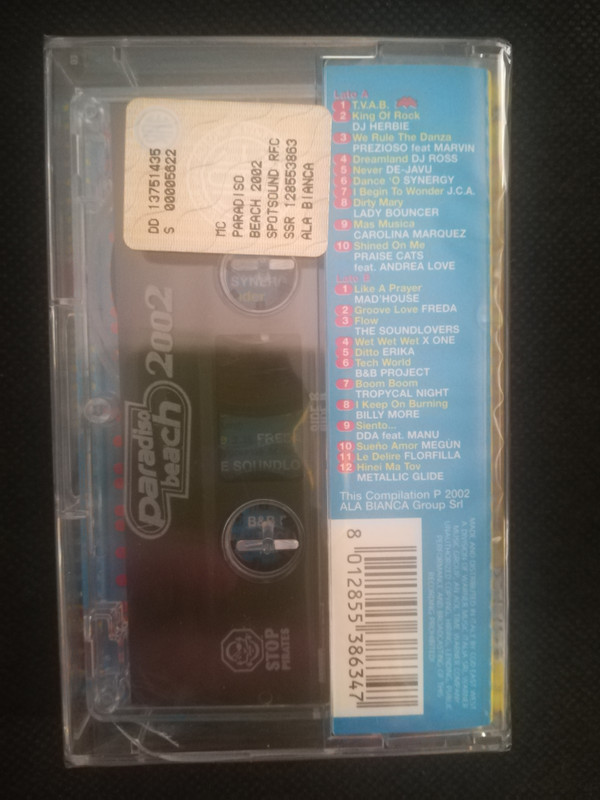 DD 13751435
S 00005622
MC
PARADISO
BEACH 2002
SPOTSOUND RFC
SSR 128553863
ALA BIANCA
paradiso
beach 2002
SYNER
ider
SIDE
FRE
E SOUNDLO
B&B
STOP
PIRATES
Lato A
1 T.V.A.B.
2 King Of Rock
DJ HERBIE
3 We Rule The Danza
PREZIOSO feat MARVIN
4 Dreamland DJ ROSS
5 Never DE-JAVU
6 Dance 'O SYNERGY
7 I Begin To Wonder J.C.A.
8 Dirty Mary
LADY BOUNCER
9 Mas Musica
CAROLINA MARQUEZ
10 Shined On Me
PRAISE CATS
feat. ANDREA LOVE
1 Like A Prayer
MAD'HOUSE
2 Groove Love FREDA
3 Flow
THE SOUNDLOVERS
4 Wet Wet Wet X ONE
5 Ditto ERIKA
6 Tech World
B&B PROJECT
7 Boom Boom
TROPYCAL NIGHT
8 I Keep On Burning
BILLY MORE
9 Siento...
DDA feat. MANU
10 Sueño Amor MEGÙN
11 Le Delire FLORFILLA
12 Hinei Ma Tov
METALLIC GLIDE
This Compilation P 2002
ALA BIANCA Group Srl
8 012855 386347